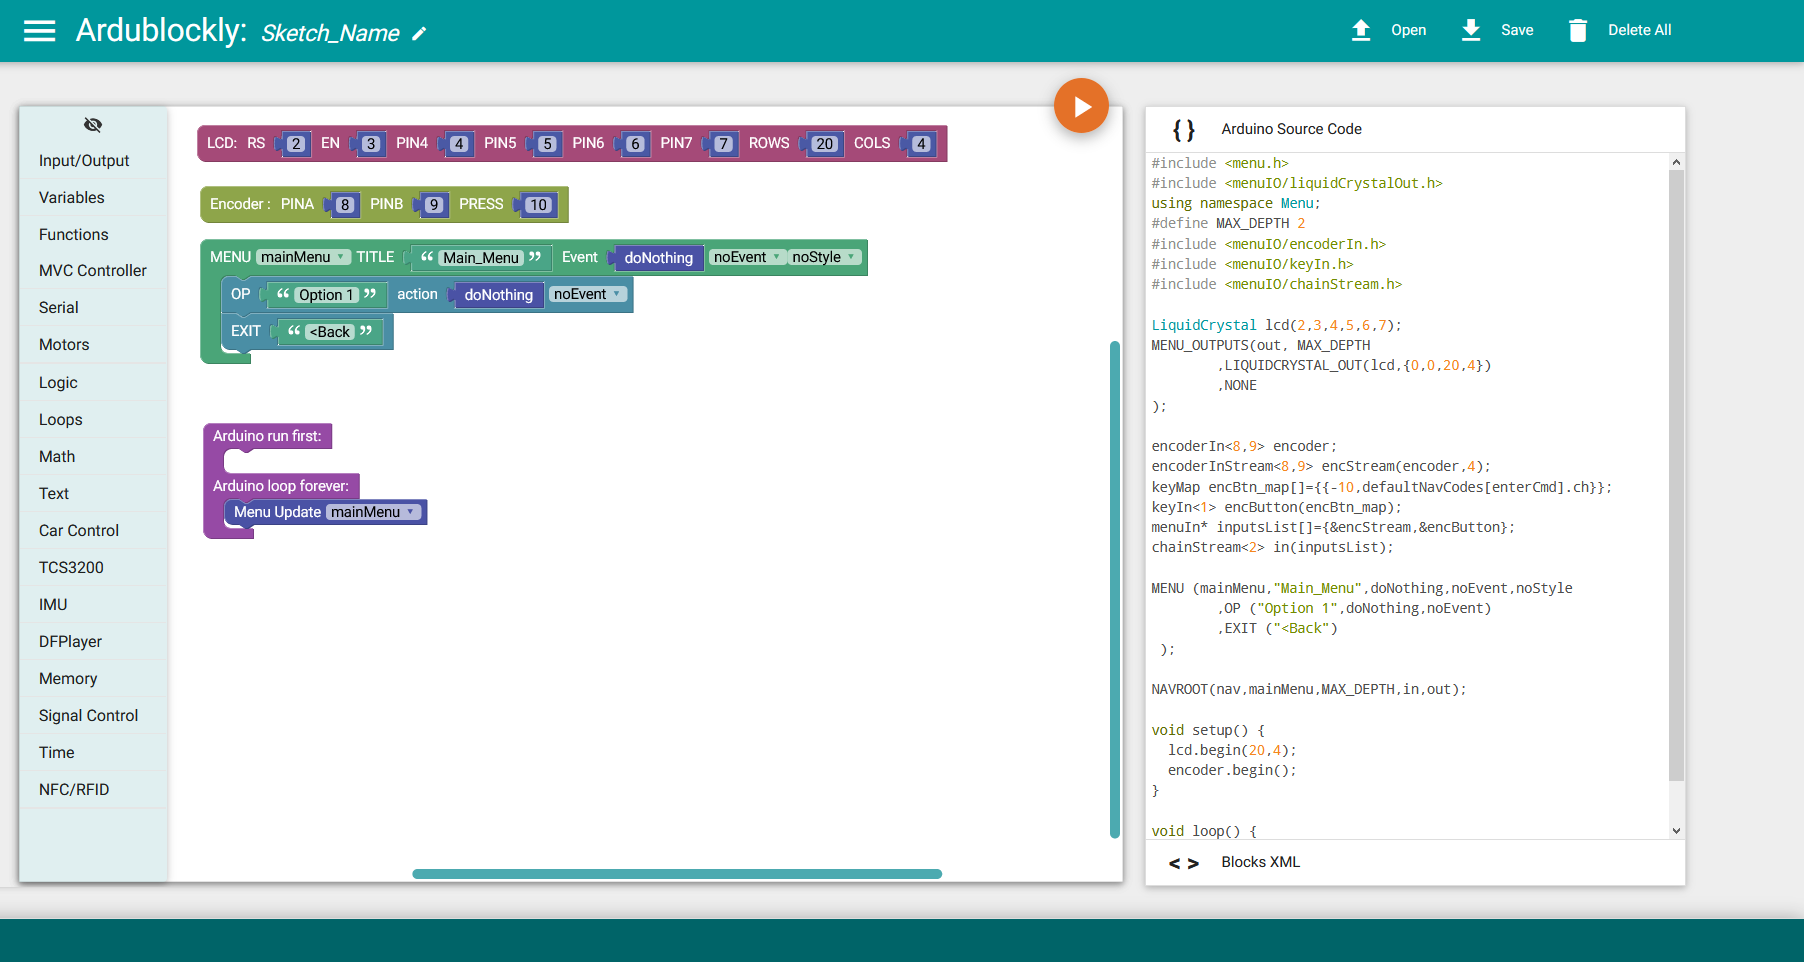 Ardublockly: Sketch_Name
Open Save Delete All
Input/Output
Variables
Functions
MVC Controller
Serial
Motors
Logic
Loops
Math
Text
Car Control
TCS3200
IMU
DFPlayer
Memory
Signal Control
Time
NFC/RFID
LCD: RS 2 EN 3 PIN4 4 PIN5 5 PIN6 6 PIN7 7 ROWS 20 COLS 4
Encoder : PINA 8 PINB 9 PRESS 10
MENU mainMenu TITLE “ Main_Menu ” Event doNothing noEvent noStyle
OP “ Option 1 ” action doNothing noEvent
EXIT “ <Back ”
Arduino run first:
Arduino loop forever:
Menu Update mainMenu
{ } Arduino Source Code
#include <menu.h>
#include <menuIO/liquidCrystalOut.h>
using namespace Menu;
#define MAX_DEPTH 2
#include <menuIO/encoderIn.h>
#include <menuIO/keyIn.h>
#include <menuIO/chainStream.h>
LiquidCrystal lcd(2,3,4,5,6,7);
MENU_OUTPUTS(out, MAX_DEPTH
,LIQUIDCRYSTAL_OUT(lcd,{0,0,20,4})
,NONE
);
encoderIn<8,9> encoder;
encoderInStream<8,9> encStream(encoder,4);
keyMap encBtn_map[]={{-10,defaultNavCodes[enterCmd].ch}};
keyIn<1> encButton(encBtn_map);
menuIn* inputsList[]={&encStream,&encButton};
chainStream<2> in(inputsList);
MENU (mainMenu,"Main_Menu",doNothing,noEvent,noStyle
,OP ("Option 1",doNothing,noEvent)
,EXIT ("<Back")
);
NAVROOT(nav,mainMenu,MAX_DEPTH,in,out);
void setup() {
lcd.begin(20,4);
encoder.begin();
}
void loop() {
< > Blocks XML